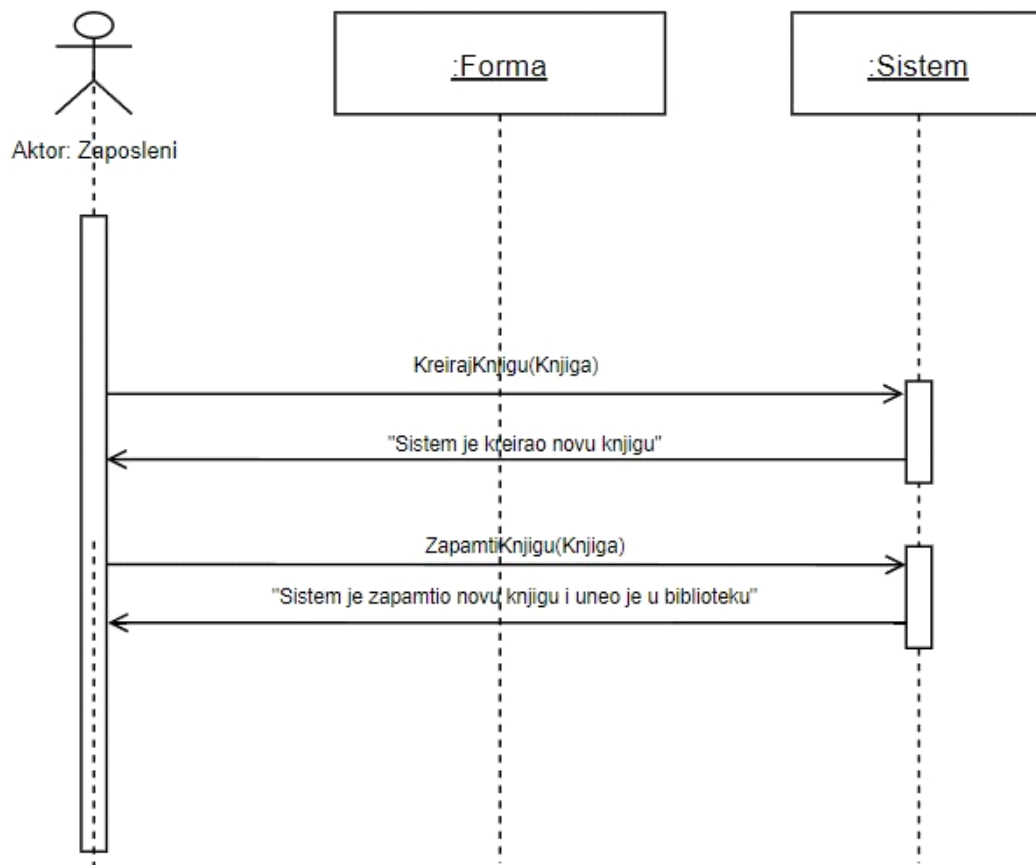 :Forma
:Sistem
Aktor: Zaposleni
KreirajKnjigu(Knjiga)
"Sistem je kreirao novu knjigu"
ZapamtiKnjigu(Knjiga)
"Sistem je zapamtio novu knjigu i uneo je u biblioteku"